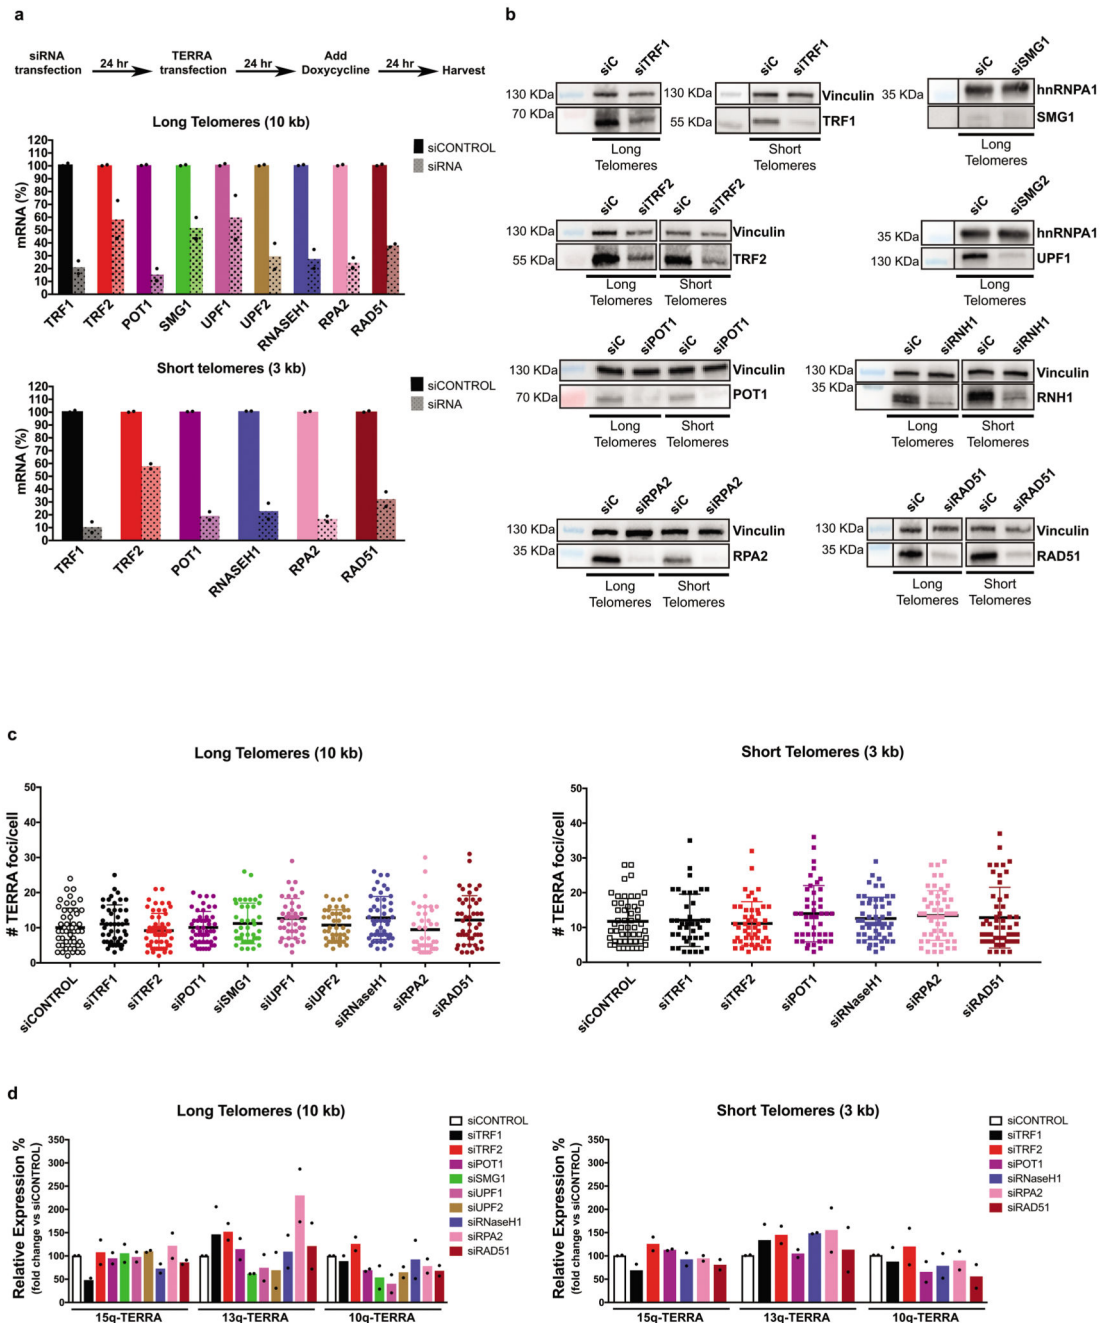 a
siRNA
transfection
24 hr
TERRA
transfection
24 hr
Add
Doxycycline
24 hr
Harvest
Long Telomeres (10 kb)
siCONTROL
siRNA
mRNA (%)
120
110
100
90
80
70
60
50
40
30
20
10
0
TRF1
TRF2
POT1
SMG1
UPF1
UPF2
RNASEH1
RPA2
RAD51
Short telomeres (3 kb)
siCONTROL
siRNA
mRNA (%)
120
110
100
90
80
70
60
50
40
30
20
10
0
TRF1
TRF2
POT1
RNASEH1
RPA2
RAD51
b
siC siTRF1 siC siTRF1
130 KDa 130 KDa Vinculin
70 KDa 55 KDa TRF1
Long
Telomeres
Short
Telomeres
siC siSMG1
35 KDa hnRNPA1
SMG1
Long
Telomeres
siC siTRF2 siC siTRF2
130 KDa Vinculin
55 KDa TRF2
Long
Telomeres
Short
Telomeres
siC siSMG2
35 KDa hnRNPA1
130 KDa UPF1
Long
Telomeres
siC siPOT1 siC siPOT1
130 KDa Vinculin
70 KDa POT1
Long
Telomeres
Short
Telomeres
siC siRNH1 siC siRNH1
130 KDa Vinculin
35 KDa RNH1
Long
Telomeres
Short
Telomeres
siC siRPA2 siC siRPA2
130 KDa Vinculin
35 KDa RPA2
Long
Telomeres
Short
Telomeres
siC siRAD51 siC siRAD51
130 KDa Vinculin
35 KDa RAD51
Long
Telomeres
Short
Telomeres
c
Long Telomeres (10 kb)
# TERRA foci/cell
50
40
30
20
10
0
siCONTROL
siTRF1
siTRF2
siPOT1
siSMG1
siUPF1
siUPF2
siRNaseH1
siRPA2
siRAD51
Short Telomeres (3 kb)
# TERRA foci/cell
50
40
30
20
10
0
siCONTROL
siTRF1
siTRF2
siPOT1
siRNaseH1
siRPA2
siRAD51
d
Long Telomeres (10 kb)
Relative Expression %
(fold change vs siCONTROL)
350
300
250
200
150
100
50
0
15q-TERRA
13q-TERRA
10q-TERRA
siCONTROL
siTRF1
siTRF2
siPOT1
siSMG1
siUPF1
siUPF2
siRNaseH1
siRPA2
siRAD51
Short Telomeres (3 kb)
Relative Expression %
(fold change vs siCONTROL)
350
300
250
200
150
100
50
0
15q-TERRA
13q-TERRA
10q-TERRA
siCONTROL
siTRF1
siTRF2
siPOT1
siRNaseH1
siRPA2
siRAD51